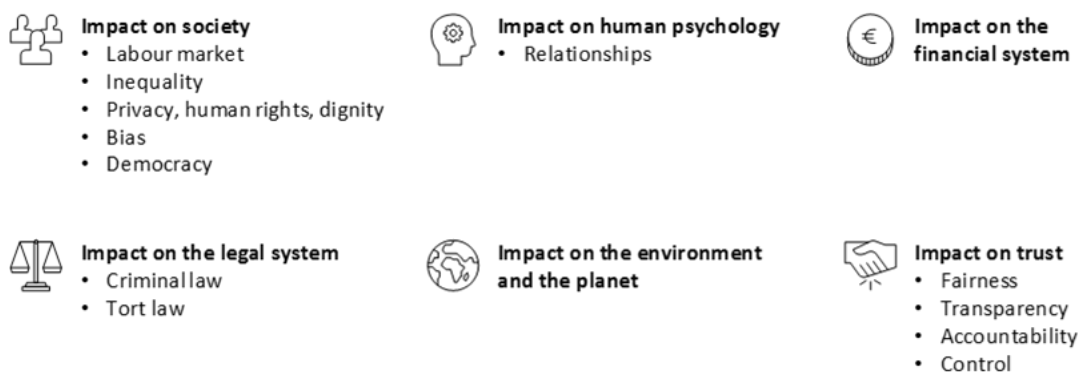 Impact on society
• Labour market
• Inequality
• Privacy, human rights, dignity
• Bias
• Democracy
Impact on human psychology
• Relationships
€
Impact on the
financial system
Impact on the legal system
• Criminal law
• Tort law
Impact on the environment
and the planet
Impact on trust
• Fairness
• Transparency
• Accountability
• Control